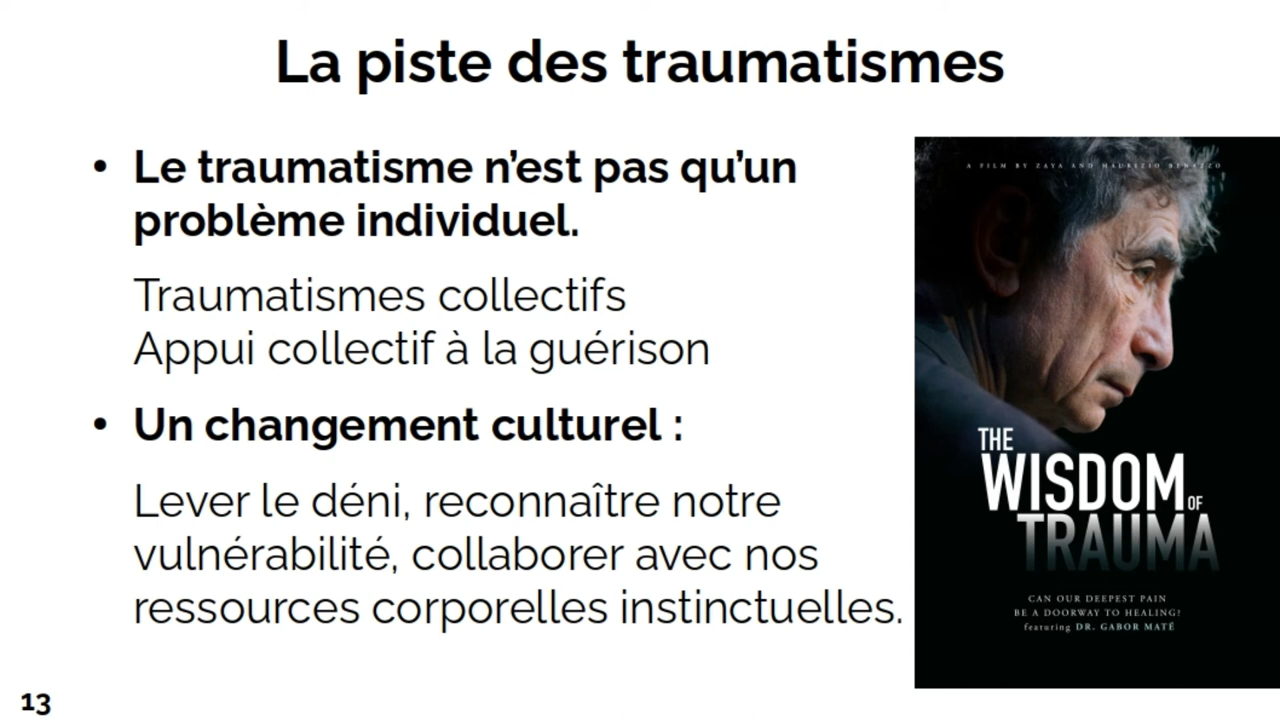 La piste des traumatismes
• Le traumatisme n’est pas qu’un
problème individuel.
Traumatismes collectifs
Appui collectif à la guérison
• Un changement culturel :
Lever le déni, reconnaître notre
vulnérabilité, collaborer avec nos
ressources corporelles instinctuelles.
A FILM BY ZAYA AND MAURIZIO BENAZZO
THE
WISDOM OF
TRAUMA
CAN OUR DEEPEST PAIN
BE A DOORWAY TO HEALING?
featuring DR. GABOR MATÉ
13